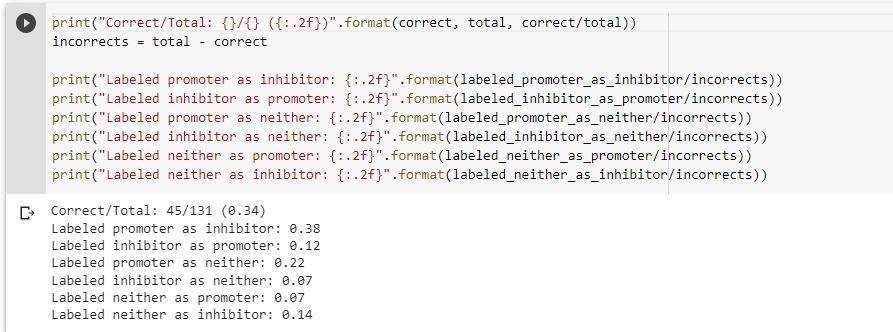 print("Correct/Total: {}/{} ({:.2f})".format(correct, total, correct/total))
incorrects = total - correct
print("Labeled promoter as inhibitor: {:.2f}".format(labeled_promoter_as_inhibitor/incorrects))
print("Labeled inhibitor as promoter: {:.2f}".format(labeled_inhibitor_as_promoter/incorrects))
print("Labeled promoter as neither: {:.2f}".format(labeled_promoter_as_neither/incorrects))
print("Labeled inhibitor as neither: {:.2f}".format(labeled_inhibitor_as_neither/incorrects))
print("Labeled neither as promoter: {:.2f}".format(labeled_neither_as_promoter/incorrects))
print("Labeled neither as inhibitor: {:.2f}".format(labeled_neither_as_inhibitor/incorrects))
Correct/Total: 45/131 (0.34)
Labeled promoter as inhibitor: 0.38
Labeled inhibitor as promoter: 0.12
Labeled promoter as neither: 0.22
Labeled inhibitor as neither: 0.07
Labeled neither as promoter: 0.07
Labeled neither as inhibitor: 0.14